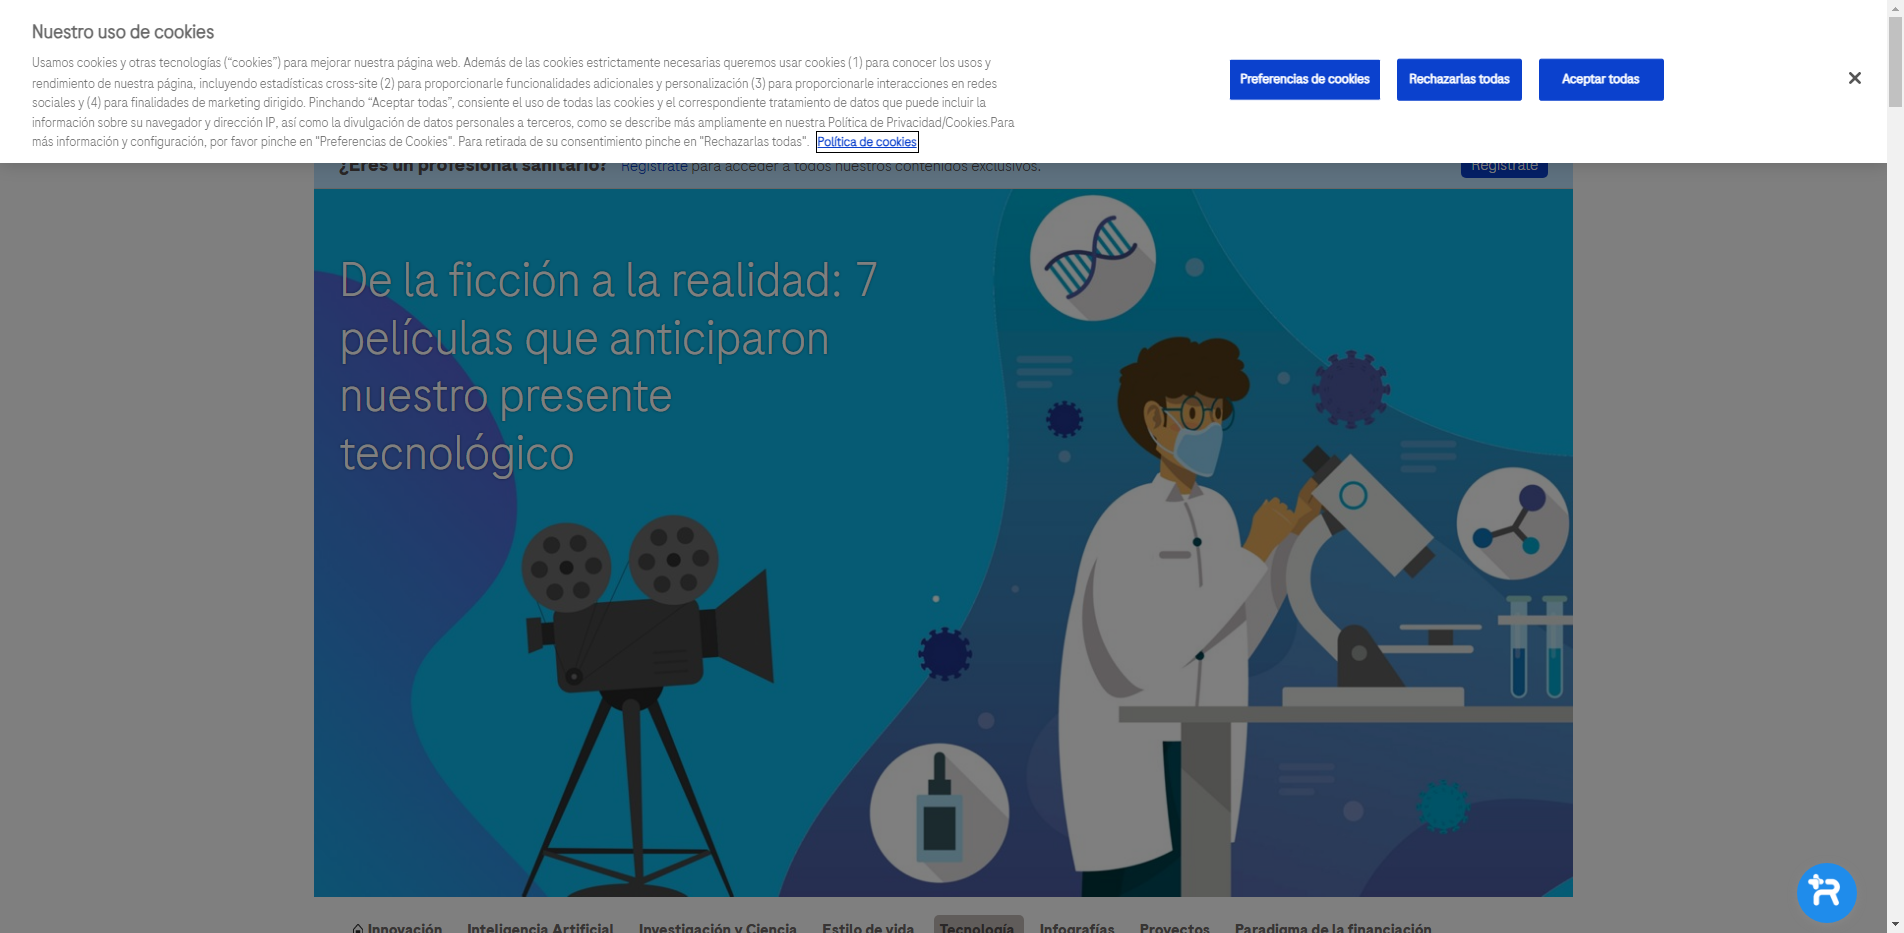 Nuestro uso de cookies
Usamos cookies y otras tecnologías (“cookies”) para mejorar nuestra página web. Además de las cookies estrictamente necesarias queremos usar cookies (1) para conocer los usos y
rendimiento de nuestra página, incluyendo estadísticas cross-site (2) para proporcionarle funcionalidades adicionales y personalización (3) para proporcionarle interacciones en redes
sociales y (4) para finalidades de marketing dirigido. Pinchando “Aceptar todas”, consiente el uso de todas las cookies y el correspondiente tratamiento de datos que puede incluir la
información sobre su navegador y dirección IP, así como la divulgación de datos personales a terceros, como se describe más ampliamente en nuestra Política de Privacidad/Cookies.Para
más información y configuración, por favor pinche en "Preferencias de Cookies". Para retirada de su consentimiento pinche en "Rechazarlas todas". Política de cookies
Preferencias de cookies
Rechazarlas todas
Aceptar todas
¿Eres un profesional sanitario? Regístrate para acceder a todos nuestros contenidos exclusivos.
Regístrate
De la ficción a la realidad: 7
películas que anticiparon
nuestro presente
tecnológico
Innovación Inteligencia Artificial Investigación y Ciencia Estilo de vida Tecnología Infografías Proyectos Paradigma de la financiación